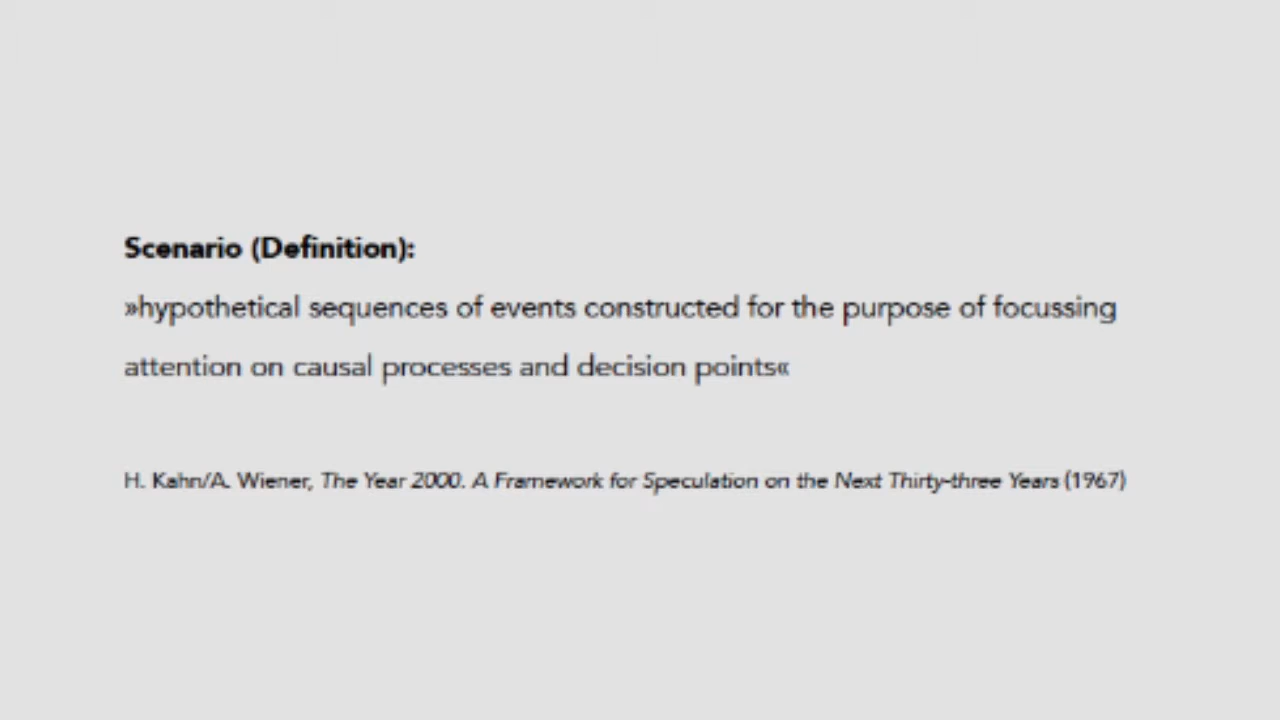 Scenario (Definition):
»hypothetical sequences of events constructed for the purpose of focussing
attention on causal processes and decision points«
H. Kahn/A. Wiener, The Year 2000. A Framework for Speculation on the Next Thirty-three Years (1967)